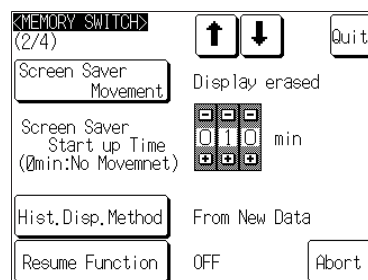 <MEMORY SWITCH>
(2/4)
Quit
Screen Saver
Movement
Display erased
Screen Saver
Start up Time
(0min:No Movemnet)
010 min
Hist.Disp.Method
From New Data
Resume Function
OFF
Abort